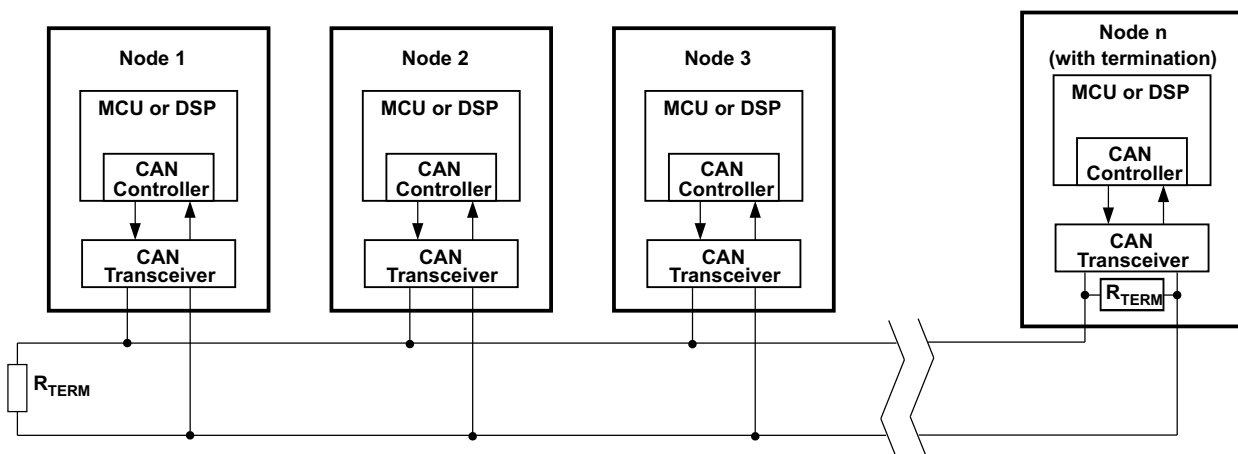 Node 1
MCU or DSP
CAN
Controller
CAN
Transceiver
Node 2
MCU or DSP
CAN
Controller
CAN
Transceiver
Node 3
MCU or DSP
CAN
Controller
CAN
Transceiver
Node n
(with termination)
MCU or DSP
CAN
Controller
CAN
Transceiver
RTERM
RTERM